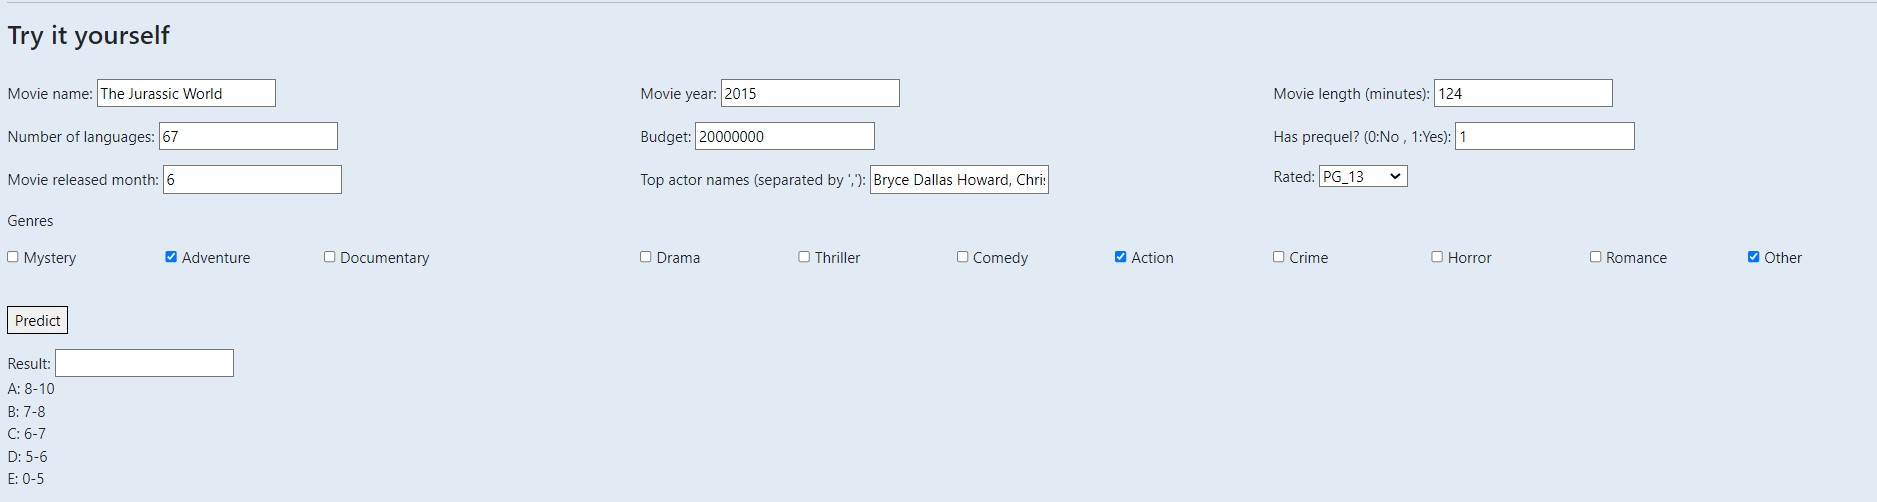 Try it yourself
Movie name: The Jurassic World Movie year: 2015 Movie length (minutes): 124
Number of languages: 67 Budget: 20000000 Has prequel? (0:No , 1:Yes): 1
Movie released month: 6 Top actor names (separated by ','): Bryce Dallas Howard, Chri Rated: PG_13
Genres
Mystery Adventure Documentary Drama Thriller Comedy Action Crime Horror Romance Other
Predict
Result:
A: 8-10
B: 7-8
C: 6-7
D: 5-6
E: 0-5